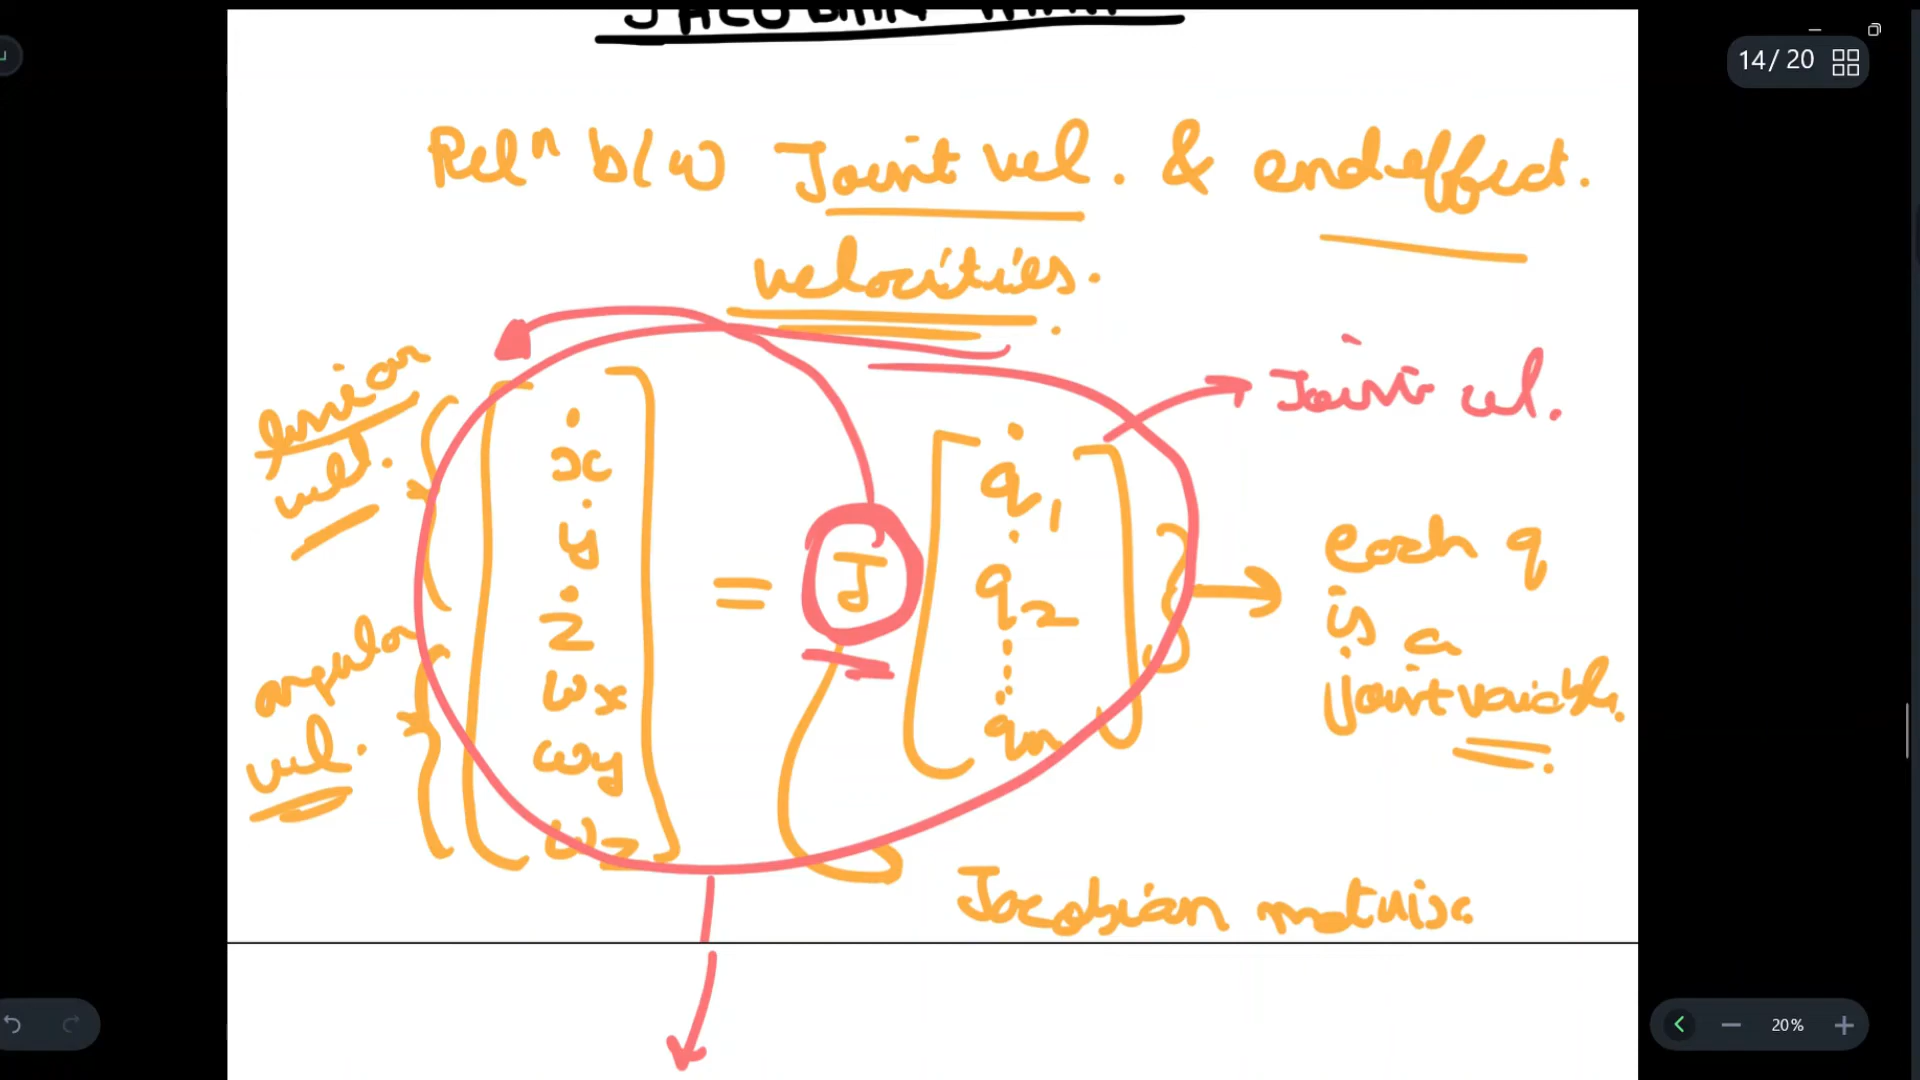 14/ 20
Relⁿ b/w Joint vel. & endeffect.
velocities.
linear
vel.
Joint vel.
ẋ
ẏ
ż
ωx
ωy
ωz
=
J
q̇1
q̇2
qn
each q
is a
joint variable.
angular
vel.
Jacobian matrix
20%